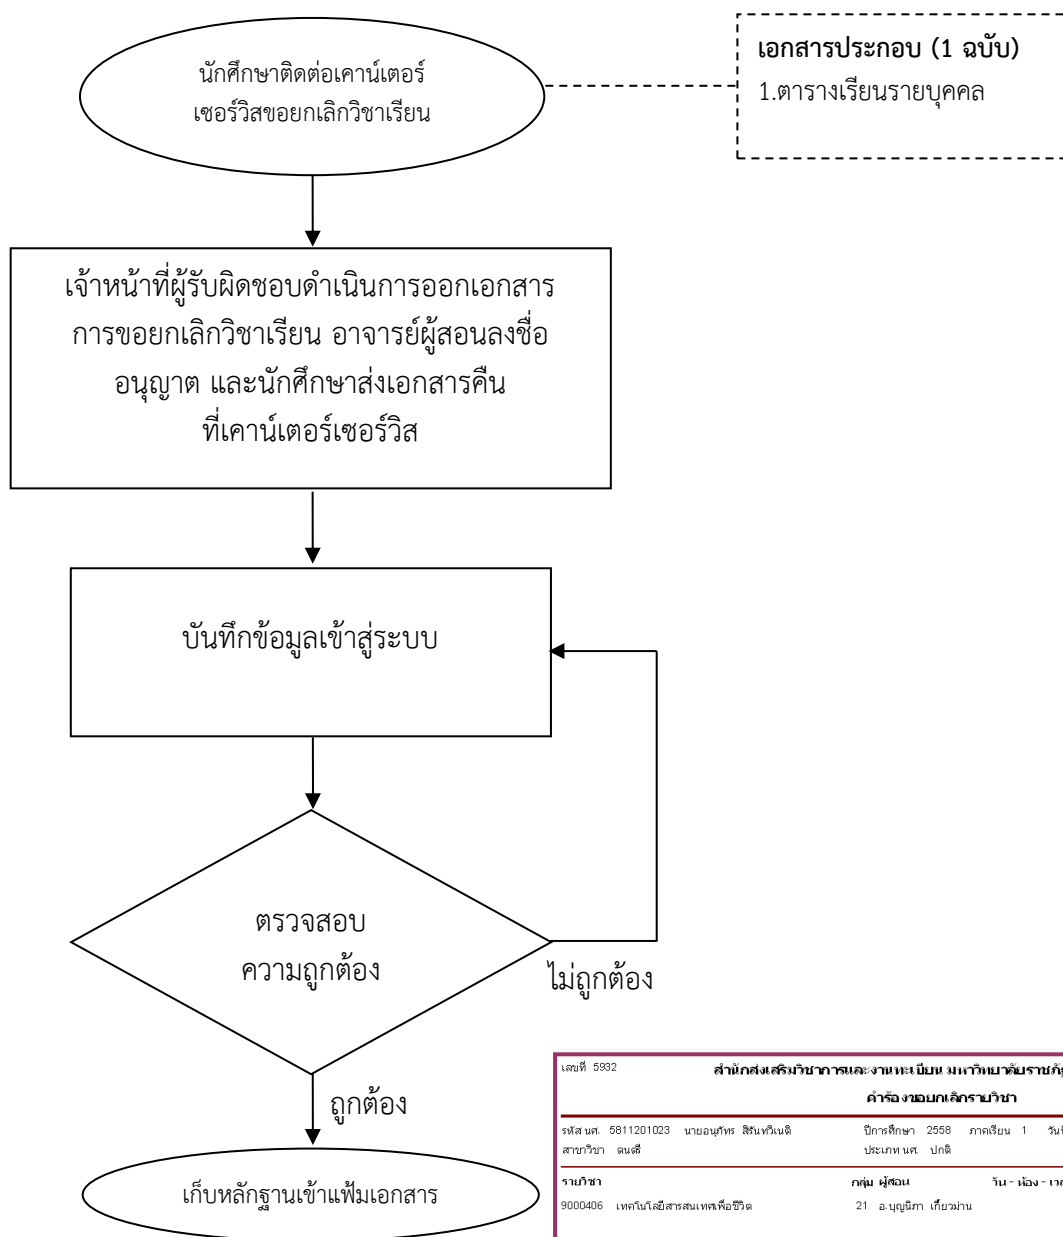 นักศึกษาติดต่อเคาน์เตอร์
เซอร์วิสขอยกเลิกวิชาเรียน
เอกสารประกอบ (1 ฉบับ)
1.ตารางเรียนรายบุคคล
เจ้าหน้าที่ผู้รับผิดชอบดำเนินการออกเอกสาร
การขอยกเลิกวิชาเรียน อาจารย์ผู้สอนลงชื่อ
อนุญาต และนักศึกษาส่งเอกสารคืน
ที่เคาน์เตอร์เซอร์วิส
บันทึกข้อมูลเข้าสู่ระบบ
ตรวจสอบ
ความถูกต้อง
ไม่ถูกต้อง
ถูกต้อง
เก็บหลักฐานเข้าแฟ้มเอกสาร
เลขที่ 5932 สำนักส่งเสริมวิชาการและงานทะเบียน มหาวิทยาลัยราชภัฏ
คำร้องขอยกเลิกรายวิชา
รหัส นศ. 5811201023 นายอนุภัทร ปีการศึกษา 2558 ภาคเรียน 1
สาขาวิชา ดนตรี ประเภท นศ. ปกติ
รายวิชา กลุ่ม ผู้สอน วัน - ห้อง - เวลา
9000406 เทคโนโลยีสารสนเทศเพื่อชีวิต 21 อ.บุญนิภา เกี้ยวม่าน